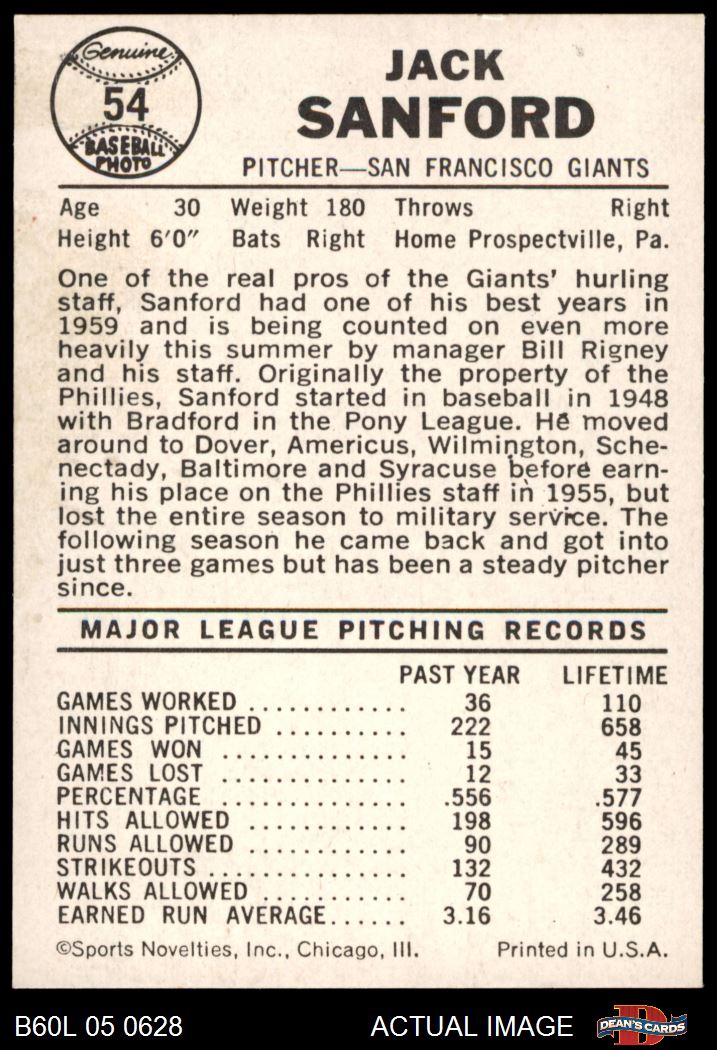 Genuine
54
BASEBALL
PHOTO
JACK
SANFORD
PITCHER—SAN FRANCISCO GIANTS
Age 30 Weight 180 Throws Right
Height 6'0" Bats Right Home Prospectville, Pa.
One of the real pros of the Giants' hurling
staff, Sanford had one of his best years in
1959 and is being counted on even more
heavily this summer by manager Bill Rigney
and his staff. Originally the property of the
Phillies, Sanford started in baseball in 1948
with Bradford in the Pony League. He moved
around to Dover, Americus, Wilmington, Sche-
nectady, Baltimore and Syracuse before earn-
ing his place on the Phillies staff in 1955, but
lost the entire season to military service. The
following season he came back and got into
just three games but has been a steady pitcher
since.
MAJOR LEAGUE PITCHING RECORDS
PAST YEAR LIFETIME
GAMES WORKED ............ 36 110
INNINGS PITCHED .......... 222 658
GAMES WON .............. 15 45
GAMES LOST .............. 12 33
PERCENTAGE .............. .556 .577
HITS ALLOWED ............ 198 596
RUNS ALLOWED ............ 90 289
STRIKEOUTS ............... 132 432
WALKS ALLOWED ........... 70 258
EARNED RUN AVERAGE...... 3.16 3.46
©Sports Novelties, Inc., Chicago, Ill. Printed in U.S.A.
B60L 05 0628 ACTUAL IMAGE DEAN'S CARDS